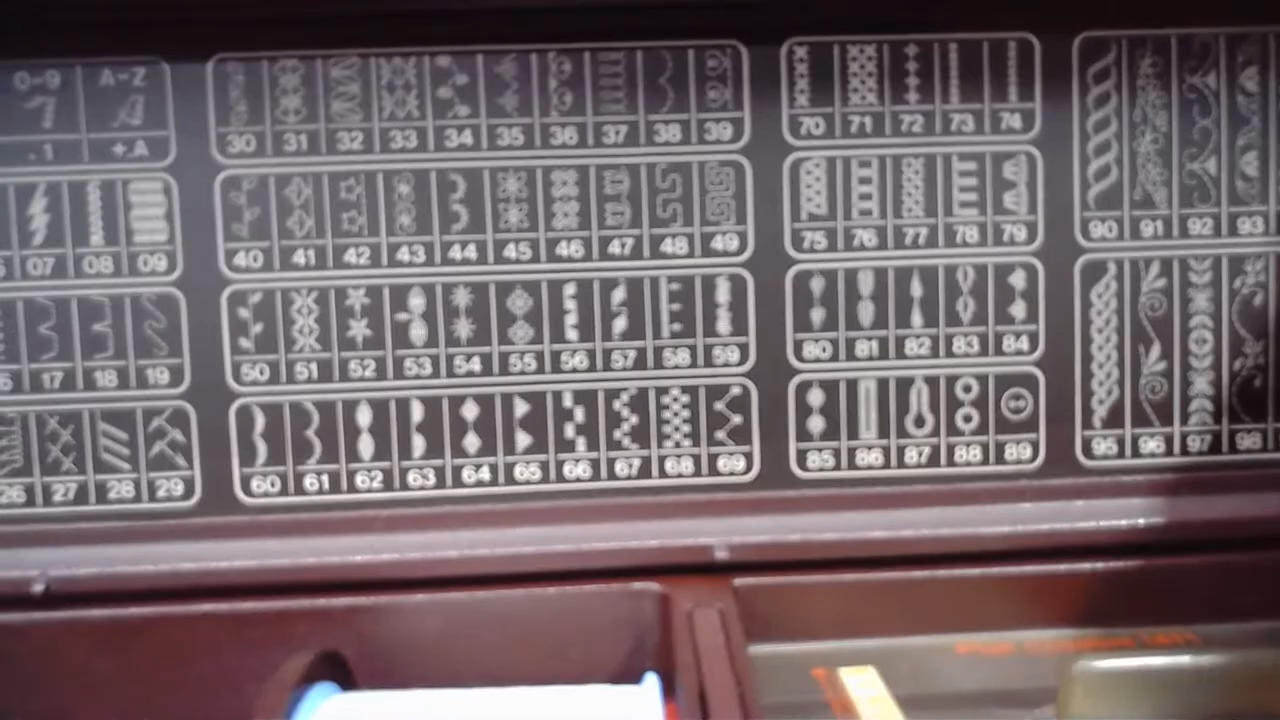 0-9 A-Z
.1 +.A
30 31 32 33 34 35 36 37 38 39
70 71 72 73 74
90 91 92 93
07 08 09
40 41 42 43 44 45 46 47 48 49
75 76 77 78 79
17 18 19
50 51 52 53 54 55 56 57 58 59
80 81 82 83 84
95 96 97 98
26 27 28 29
60 61 62 63 64 65 66 67 68 69
85 86 87 88 89